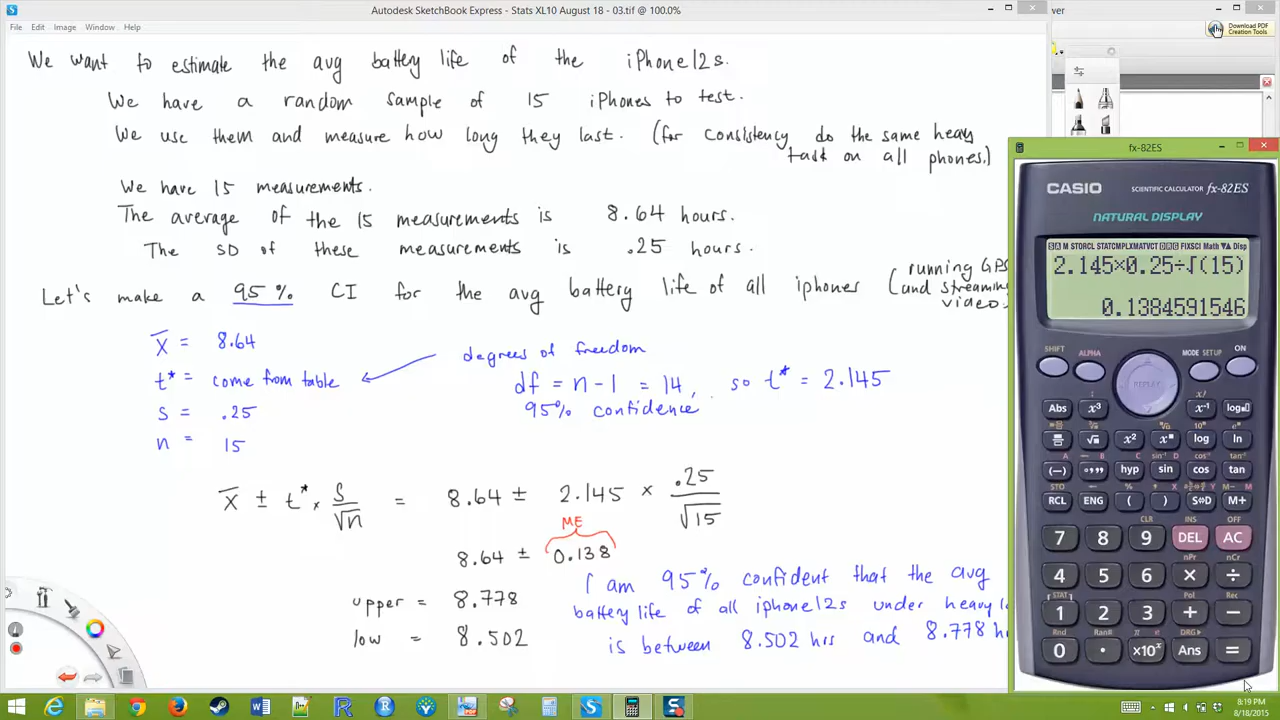 Autodesk SketchBook Express - Stats XL10 August 18 - 03.tif @ 100.0%
File Edit Image Window Help
ver
Download PDF
Creation Tools
We want to estimate the avg battery life of the iPhone12s.
We have a random sample of 15 iPhones to test.
We use them and measure how long they last. (for consistency do the same heavy
task on all phones.)
We have 15 measurements.
The average of the 15 measurements is 8.64 hours.
The SD of these measurements is .25 hours.
Let's make a 95% CI for the avg battery life of all iphones (running GPS
(and streaming
video.
x̄ = 8.64
t* = come from table
s = .25
n = 15
degrees of freedom
df = n-1 = 14, so t* = 2.145
95% confidence
x̄ ± t* × s/√n = 8.64 ± 2.145 × .25/√15
ME
8.64 ± 0.138
upper = 8.778
low = 8.502
I am 95% confident that the avg
battery life of all iphone12s under heavy
is between 8.502 hrs and 8.778 h
fx-82ES
CASIO SCIENTIFIC CALCULATOR fx-82ES
NATURAL DISPLAY
2.145×0.25÷√(15)
0.1384591546
SHIFT ALPHA REPLAY MODE SETUP ON
Abs x³ x⁻¹ log
√ x² log ln
(−) hyp sin cos tan
RCL ENG ( ) S⇔D M+
7 8 9 DEL AC
4 5 6 × ÷
1 2 3 + −
0 . ×10ˣ Ans =
8:19 PM
8/18/2015